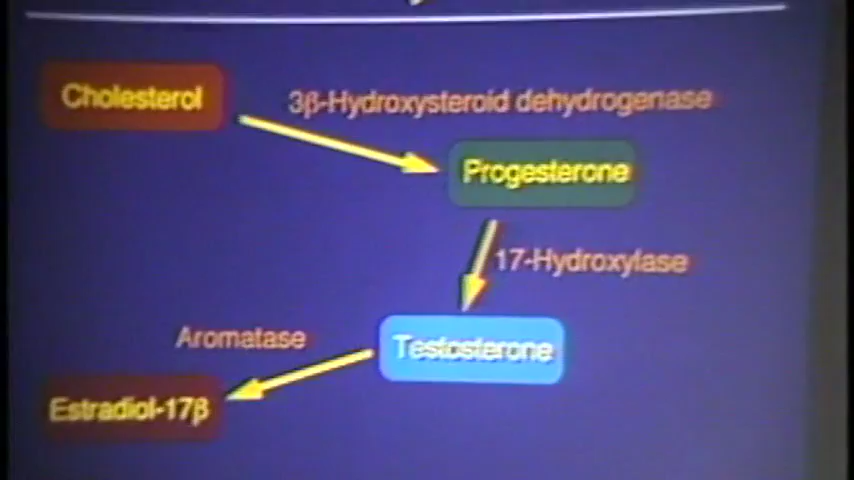 Cholesterol
3β-Hydroxysteroid dehydrogenase
Progesterone
17-Hydroxylase
Aromatase
Testosterone
Estradiol-17β